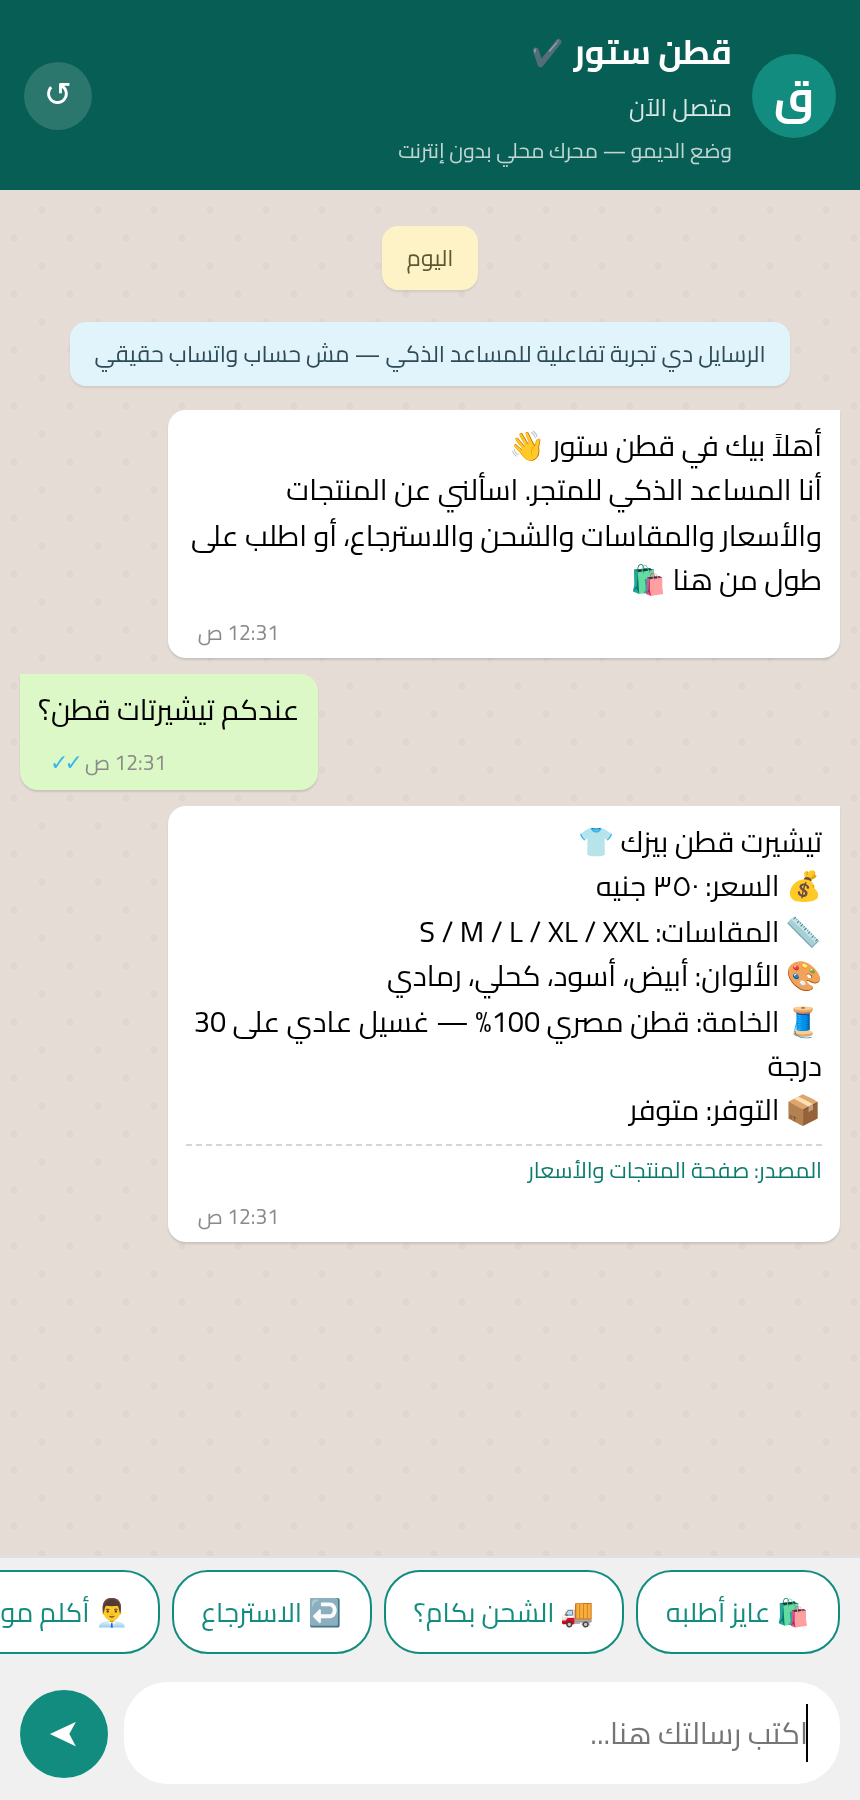 قطن ستور ✔
ق
متصل الآن
وضع الديمو — محرك محلي بدون إنترنت
↺
اليوم
الرسايل دي تجربة تفاعلية للمساعد الذكي — مش حساب واتساب حقيقي
أهلاً بيك في قطن ستور 👋
أنا المساعد الذكي للمتجر. اسألني عن المنتجات
والأسعار والمقاسات والشحن والاسترجاع، أو اطلب على
طول من هنا 🛍️
12:31 ص
عندكم تيشيرتات قطن؟
12:31 ص ✓✓
تيشيرت قطن بيزك 👕
💰 السعر: ٣٥٠ جنيه
📏 المقاسات: S / M / L / XL / XXL
🎨 الألوان: أبيض، أسود، كحلي، رمادي
🧵 الخامة: قطن مصري 100% — غسيل عادي على 30
درجة
📦 التوفر: متوفر
المصدر: صفحة المنتجات والأسعار
12:31 ص
🛍️ عايز أطلبه
🚚 الشحن بكام؟
↩️ الاسترجاع
👨‍💼 أكلم مو
اكتب رسالتك هنا...